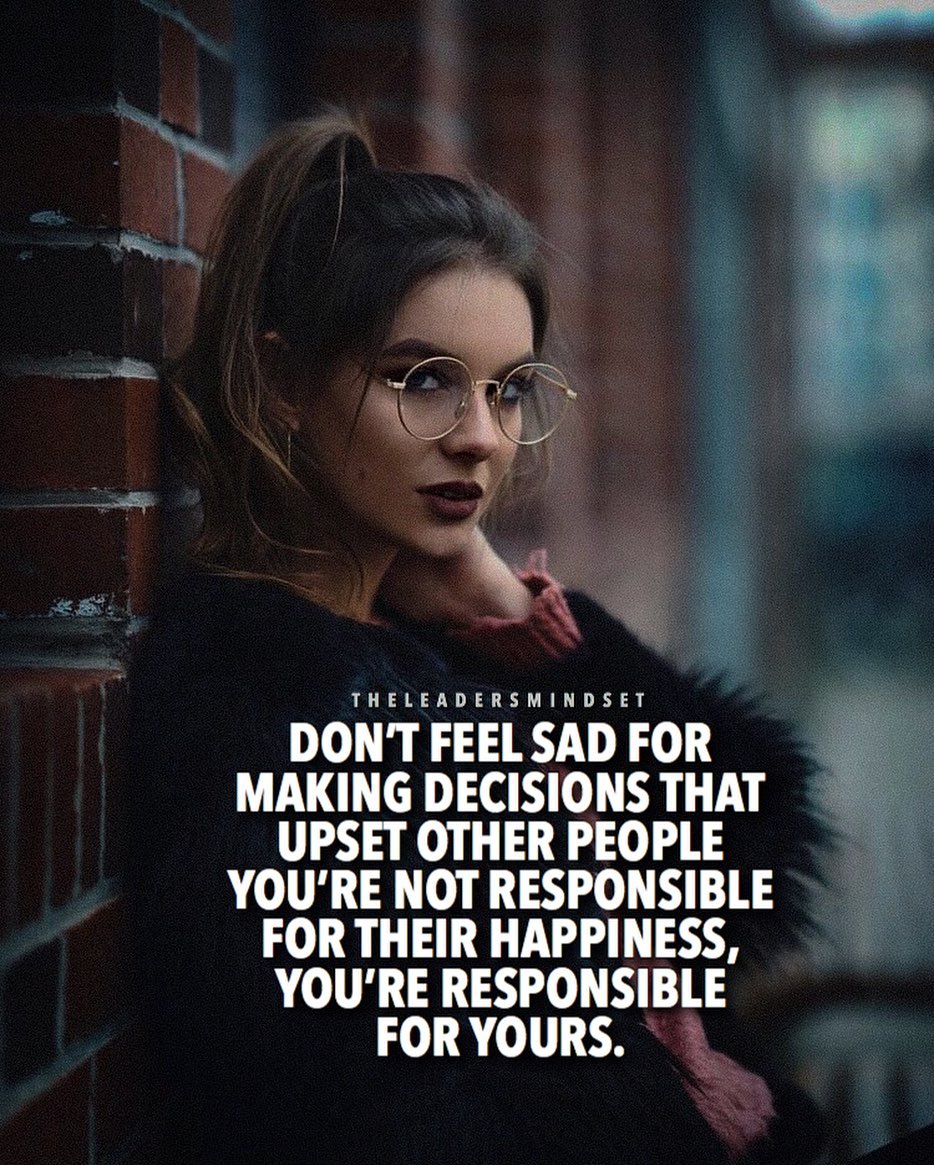 THELEADERSMINDSET
DON'T FEEL SAD FOR
MAKING DECISIONS THAT
UPSET OTHER PEOPLE
YOU'RE NOT RESPONSIBLE
FOR THEIR HAPPINESS,
YOU'RE RESPONSIBLE
FOR YOURS.